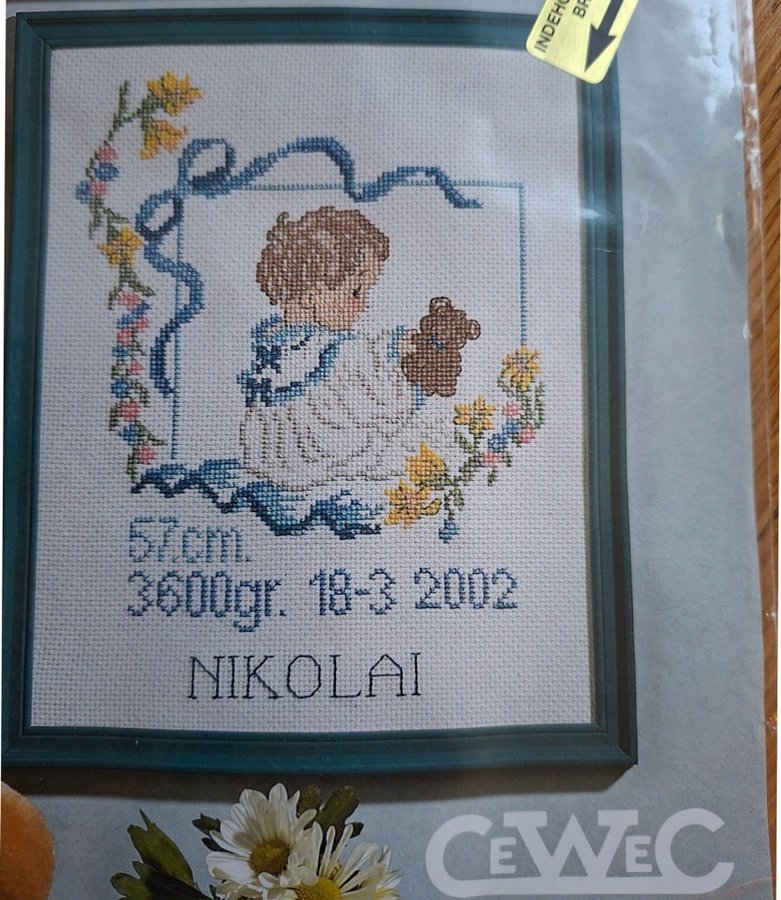 57.cm.
3600gr. 18-3 2002
NIKOLAI
CeWeC